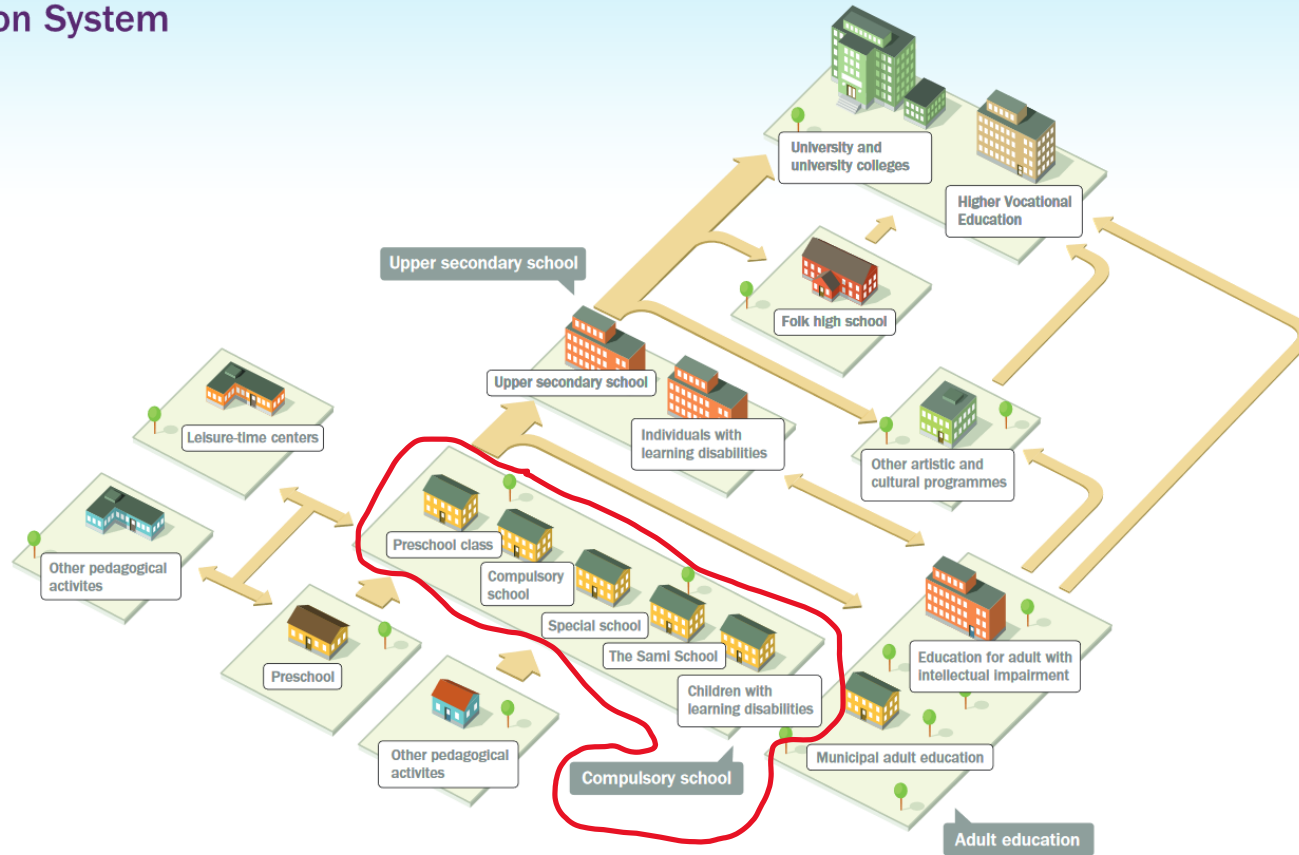 on System
University and
university colleges
Higher Vocational
Education
Upper secondary school
Folk high school
Upper secondary school
Individuals with
learning disabilities
Leisure-time centers
Other artistic and
cultural programmes
Other pedagogical
activites
Preschool class
Compulsory
school
Special school
The Sami School
Children with
learning disabilities
Preschool
Other pedagogical
activites
Education for adult with
intellectual impairment
Municipal adult education
Compulsory school
Adult education